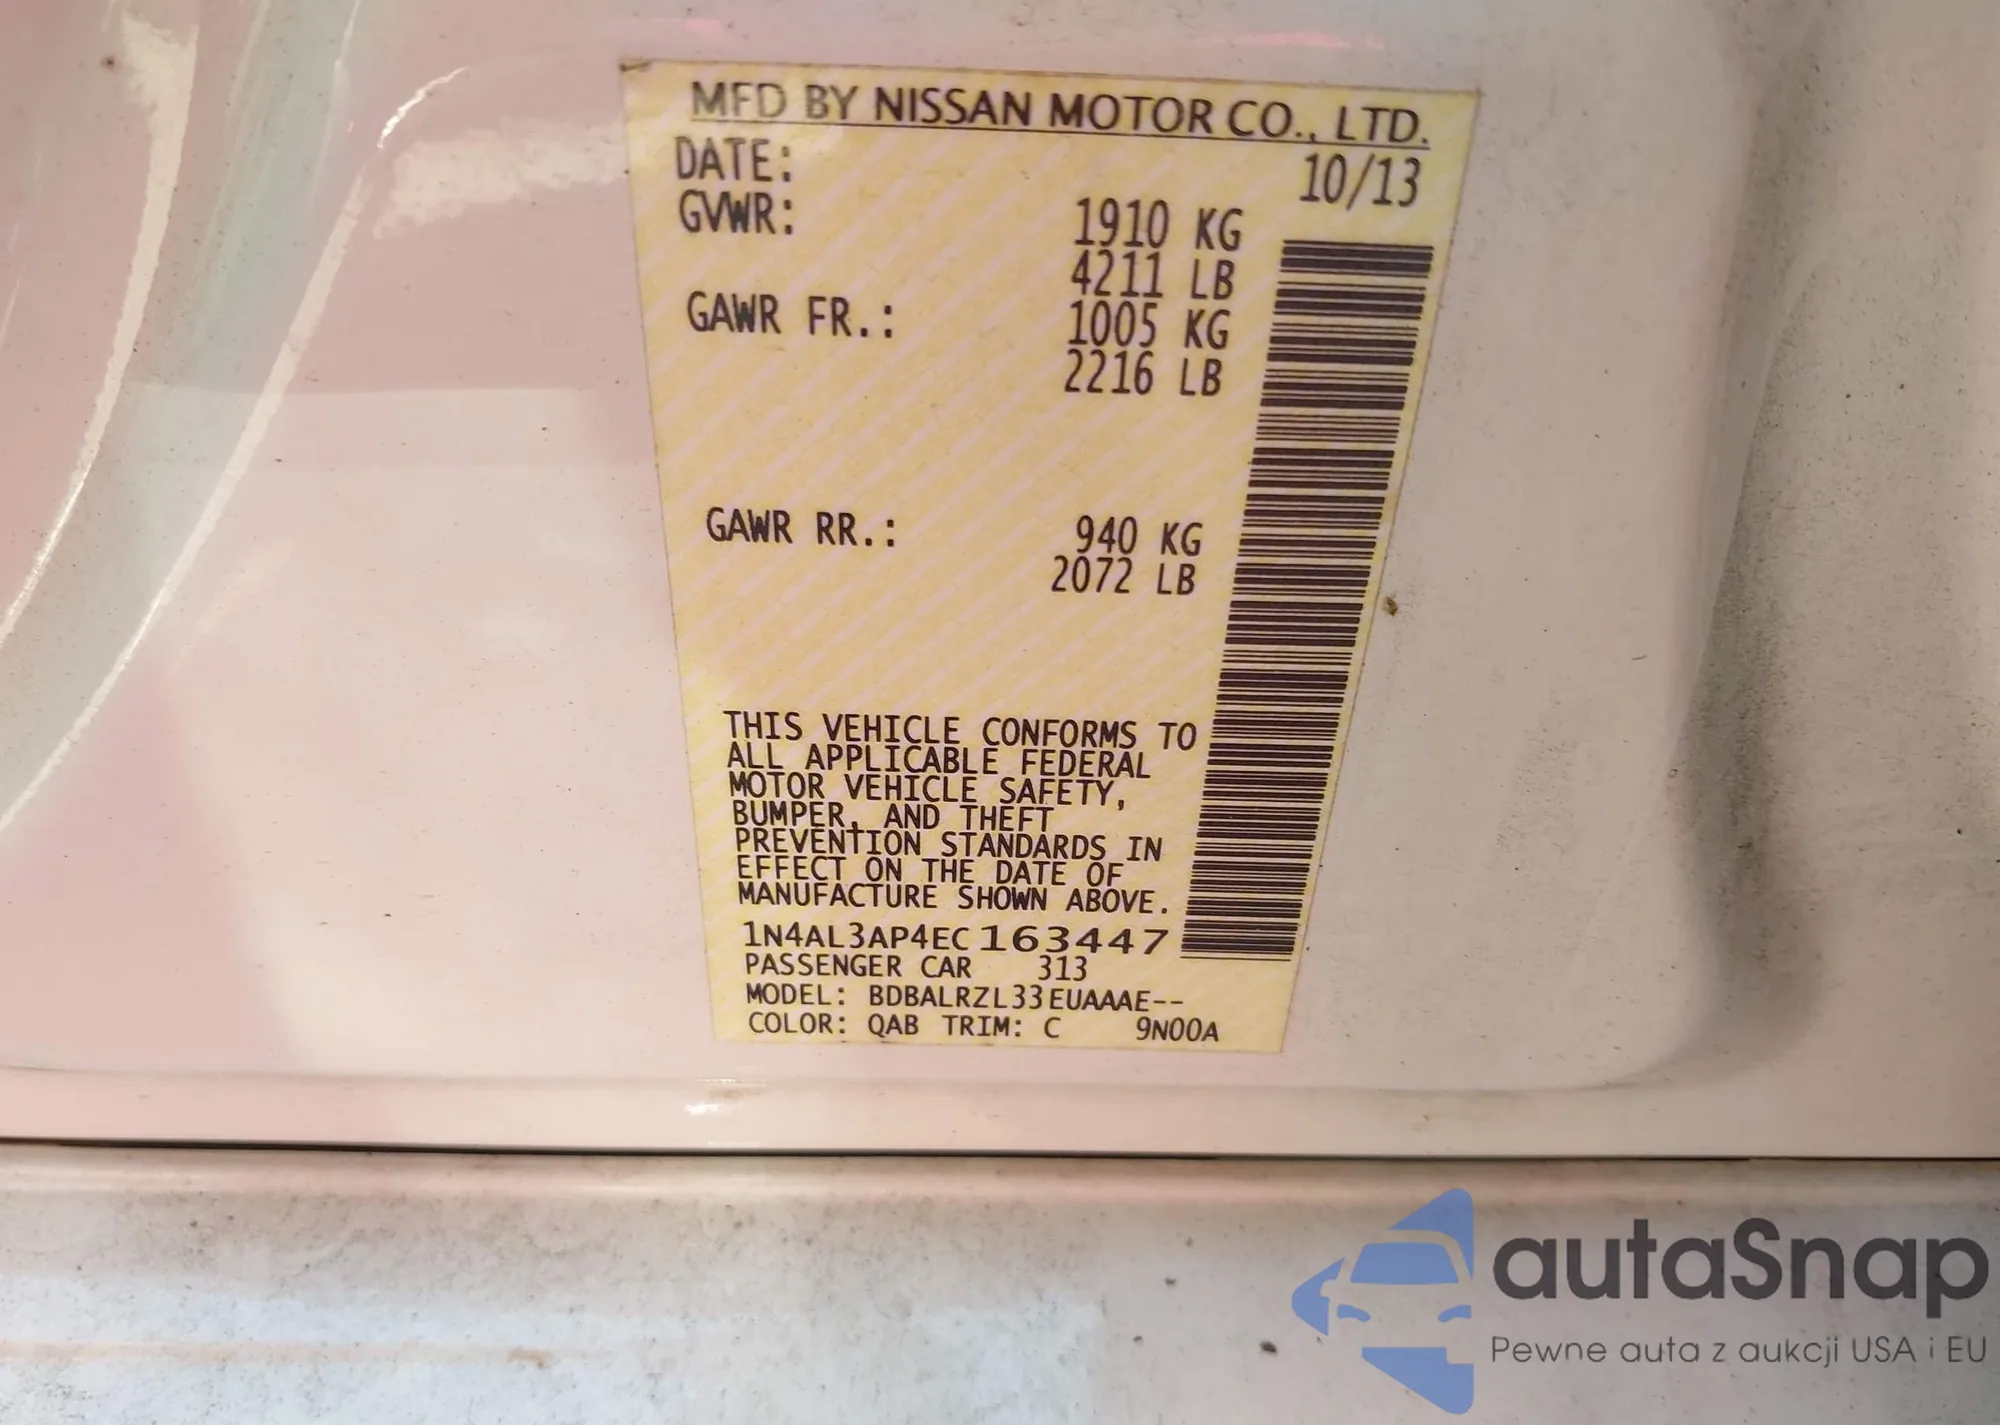 MFD BY NISSAN MOTOR CO., LTD.
DATE: 10/13
GVWR: 1910 KG
4211 LB
GAWR FR.: 1005 KG
2216 LB
GAWR RR.: 940 KG
2072 LB
THIS VEHICLE CONFORMS TO
ALL APPLICABLE FEDERAL
MOTOR VEHICLE SAFETY,
BUMPER, AND THEFT
PREVENTION STANDARDS IN
EFFECT ON THE DATE OF
MANUFACTURE SHOWN ABOVE.
1N4AL3AP4EC163447
PASSENGER CAR 313
MODEL: BDBALRZL33EUAAAE--
COLOR: QAB TRIM: C 9N00A
autaSnap
Pewne auta z aukcji USA i EU